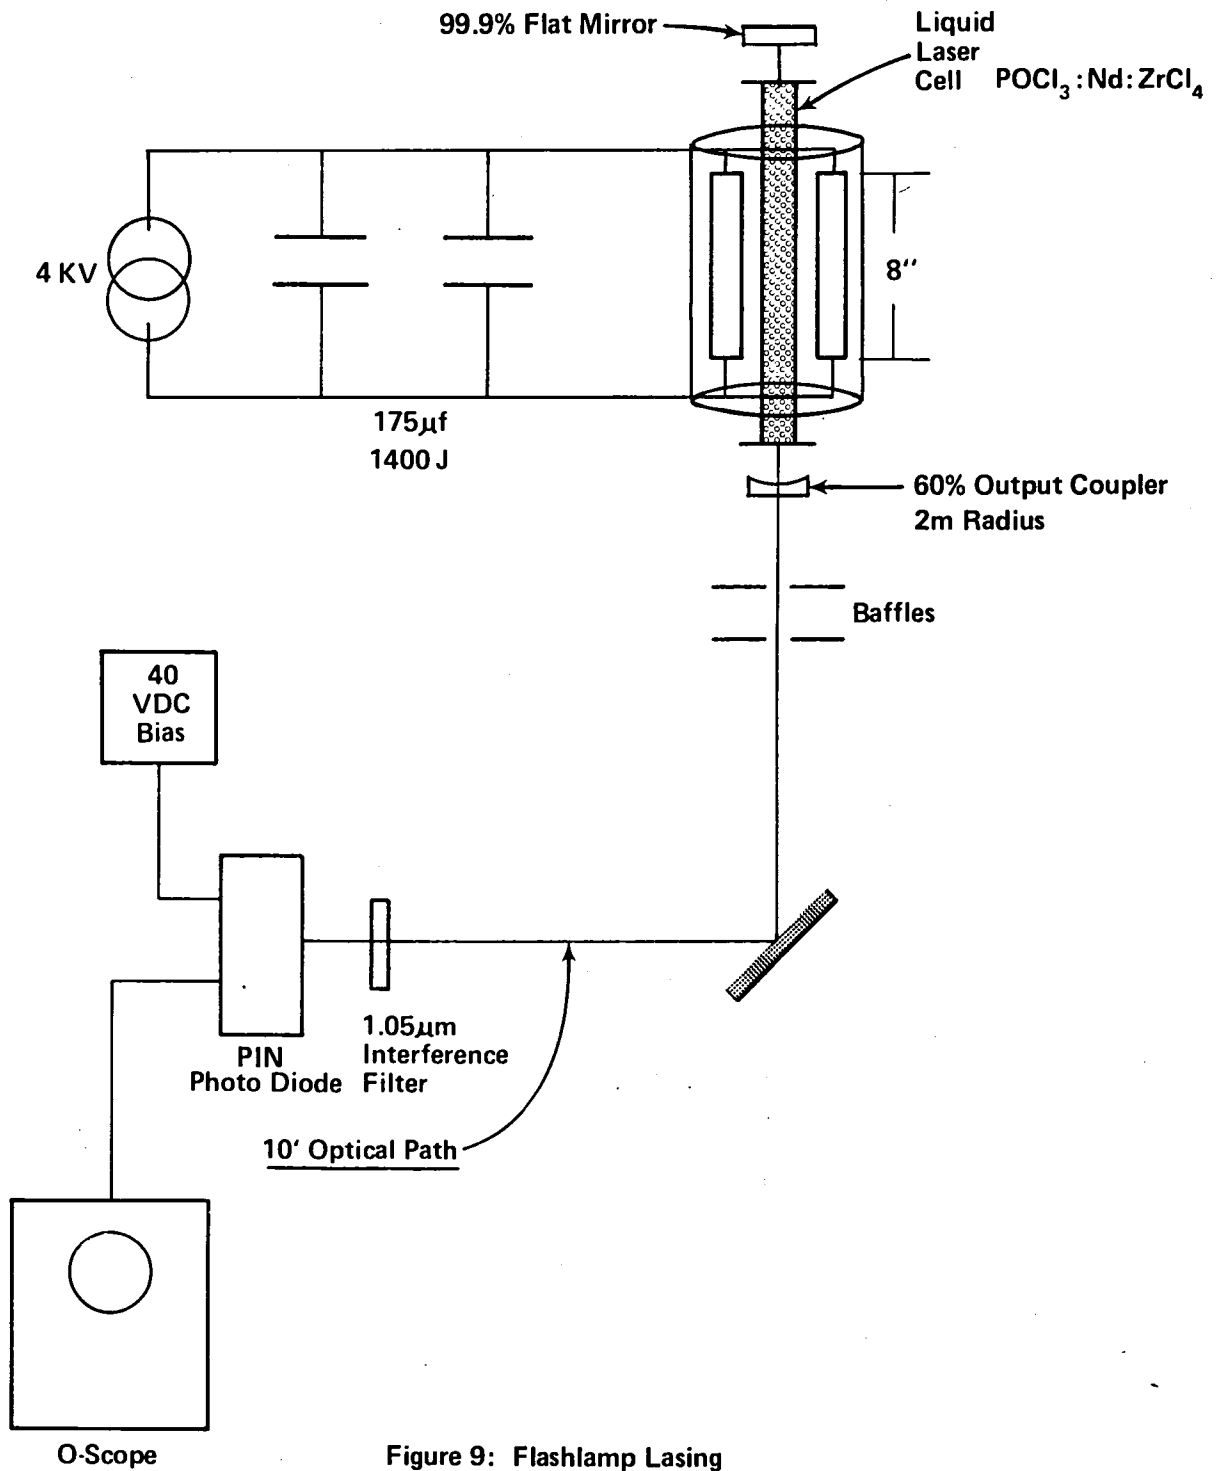 99.9% Flat Mirror
Liquid
Laser
Cell POCl₃:Nd:ZrCl₄
4 KV
8"
175μf
1400 J
60% Output Coupler
2m Radius
Baffles
40
VDC
Bias
1.05μm
Interference
Filter
PIN
Photo Diode
10' Optical Path
O-Scope
Figure 9: Flashlamp Lasing